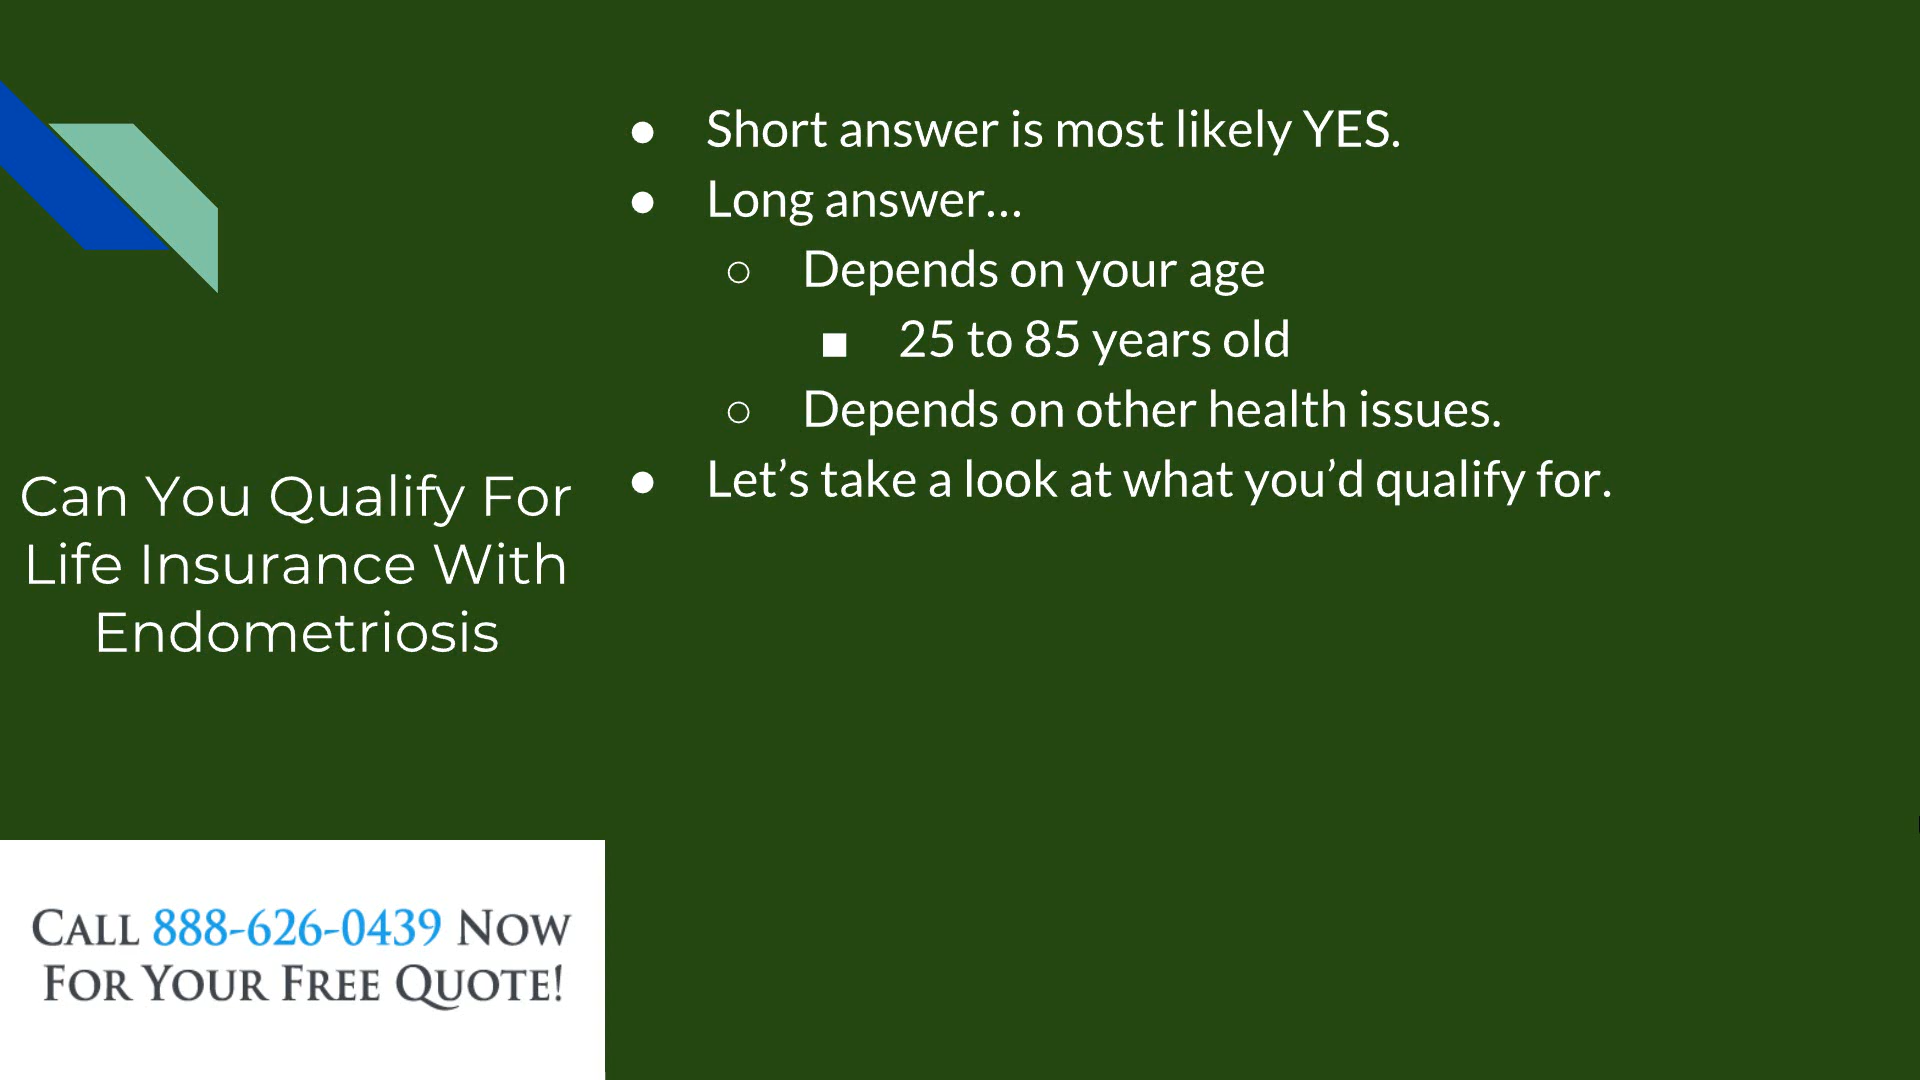 Can You Qualify For
Life Insurance With
Endometriosis
● Short answer is most likely YES.
● Long answer…
○ Depends on your age
■ 25 to 85 years old
○ Depends on other health issues.
● Let’s take a look at what you’d qualify for.
Call 888-626-0439 Now
For Your Free Quote!